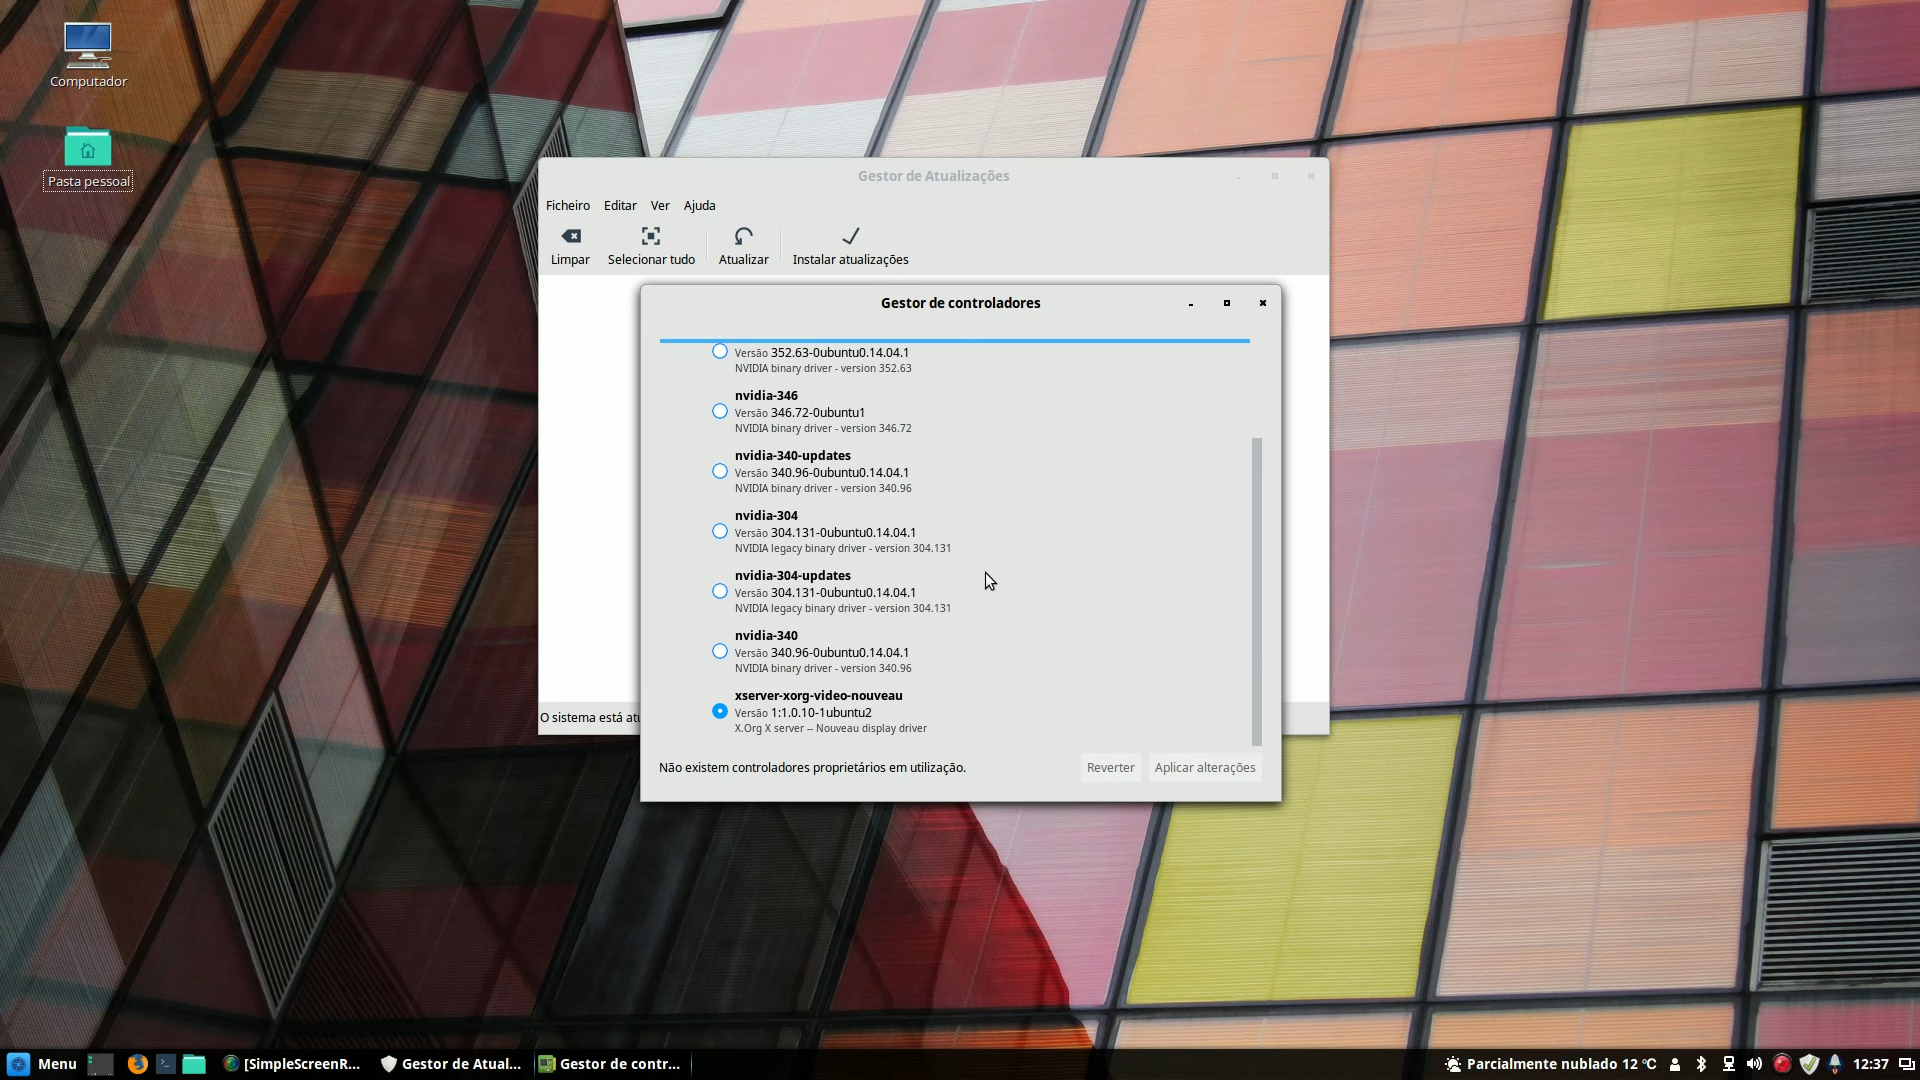 Computador
Pasta pessoal
Gestor de Atualizações
Ficheiro Editar Ver Ajuda
Limpar Selecionar tudo Atualizar Instalar atualizações
Gestor de controladores
Versão 352.63-0ubuntu0.14.04.1
NVIDIA binary driver - version 352.63
nvidia-346
Versão 346.72-0ubuntu1
NVIDIA binary driver - version 346.72
nvidia-340-updates
Versão 340.96-0ubuntu0.14.04.1
NVIDIA binary driver - version 340.96
nvidia-304
Versão 304.131-0ubuntu0.14.04.1
NVIDIA legacy binary driver - version 304.131
nvidia-304-updates
Versão 304.131-0ubuntu0.14.04.1
NVIDIA legacy binary driver - version 304.131
nvidia-340
Versão 340.96-0ubuntu0.14.04.1
NVIDIA binary driver - version 340.96
xserver-xorg-video-nouveau
Versão 1:1.0.10-1ubuntu2
X.Org X server -- Nouveau display driver
O sistema está atu
Não existem controladores proprietários em utilização.
Reverter Aplicar alterações
Menu [SimpleScreenR... Gestor de Atual... Gestor de contr... Parcialmente nublado 12 ℃ 12:37